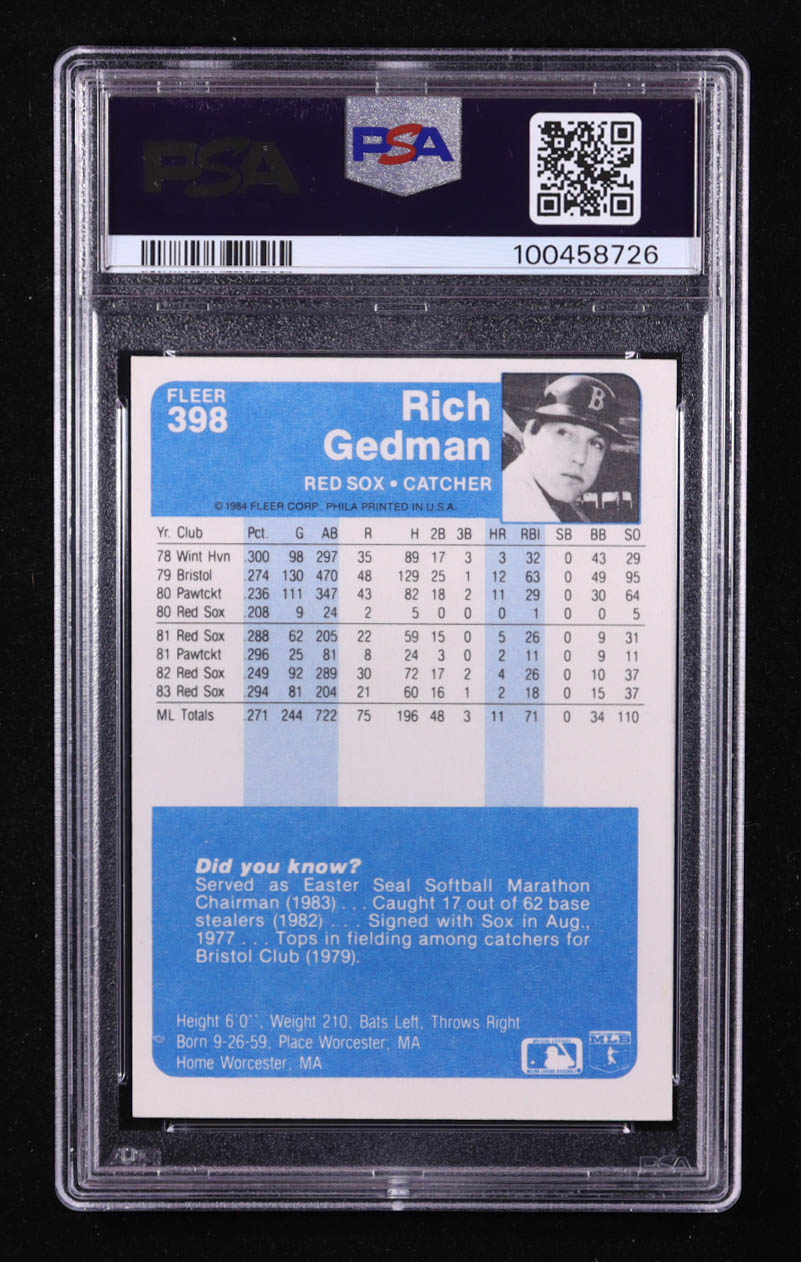 PSA
PSA
100458726
FLEER
398
Rich
Gedman
RED SOX • CATCHER
B
© 1984 FLEER CORP. PHILA PRINTED IN U.S.A.
Yr. Club Pct. G AB R H 2B 3B HR RBI SB BB SO
78 Wint Hvn .300 98 297 35 89 17 3 3 32 0 43 29
79 Bristol .274 130 470 48 129 25 1 12 63 0 49 95
80 Pawtckt .236 111 347 43 82 18 2 11 29 0 30 64
80 Red Sox .208 9 24 2 5 0 0 0 1 0 0 5
81 Red Sox .288 62 205 22 59 15 0 5 26 0 9 31
81 Pawtckt .296 25 81 8 24 3 0 2 11 0 9 11
82 Red Sox .249 92 289 30 72 17 2 4 26 0 10 37
83 Red Sox .294 81 204 21 60 16 1 2 18 0 15 37
ML Totals .271 244 722 75 196 48 3 11 71 0 34 110
Did you know?
Served as Easter Seal Softball Marathon
Chairman (1983) . . . Caught 17 out of 62 base
stealers (1982) . . . Signed with Sox in Aug.,
1977 . . . Tops in fielding among catchers for
Bristol Club (1979).
Height 6'0'', Weight 210, Bats Left, Throws Right
Born 9-26-59, Place Worcester, MA
Home Worcester, MA
MLB
PSA